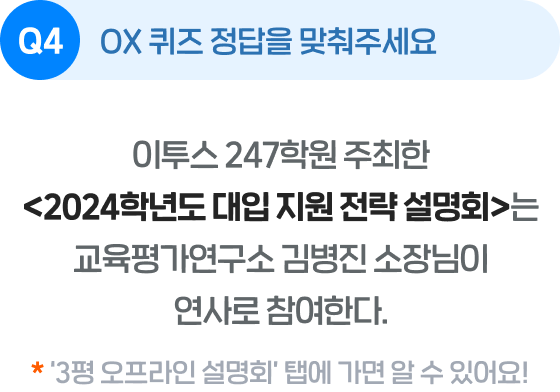 Q4 OX 퀴즈 정답을 맞춰주세요
이투스 247학원 주최한
<2024학년도 대입 지원 전략 설명회>는
교육평가연구소 김병진 소장님이
연사로 참여한다.
* '3평 오프라인 설명회' 탭에 가면 알 수 있어요!